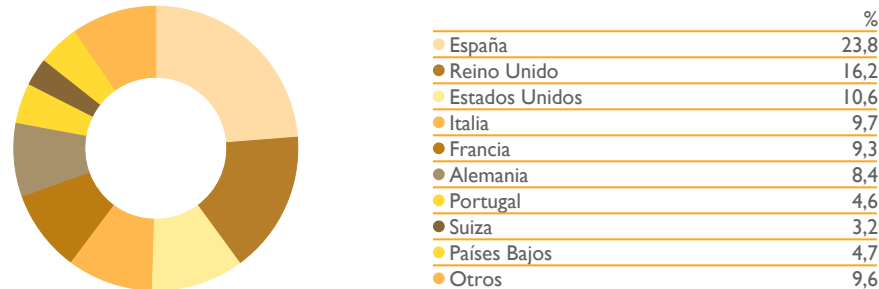 %
España 23,8
Reino Unido 16,2
Estados Unidos 10,6
Italia 9,7
Francia 9,3
Alemania 8,4
Portugal 4,6
Suiza 3,2
Países Bajos 4,7
Otros 9,6